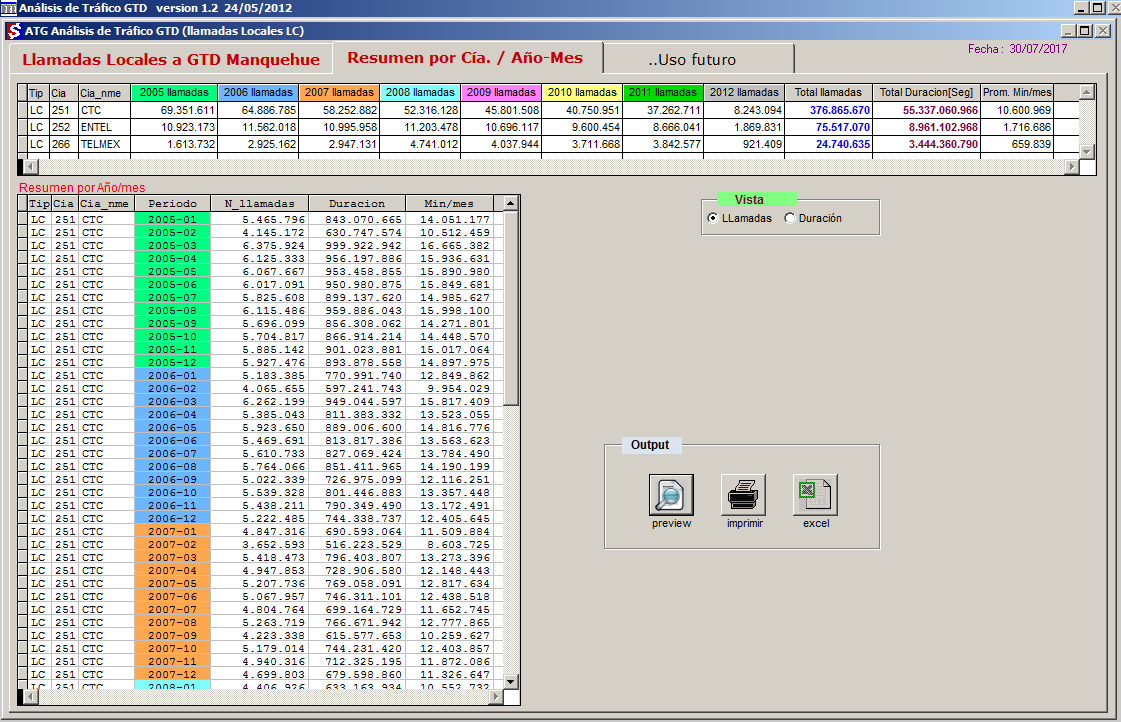 Análisis de Tráfico GTD version 1.2 24/05/2012
ATG Análisis de Tráfico GTD (llamadas Locales LC)
Llamadas Locales a GTD Manquehue Resumen por Cía. / Año-Mes ..Uso futuro Fecha : 30/07/2017
Tip Cia Cia_nme 2005 llamadas 2006 llamadas 2007 llamadas 2008 llamadas 2009 llamadas 2010 llamadas 2011 llamadas 2012 llamadas Total llamadas Total Duracion[Seg] Prom. Min/mes
LC 251 CTC 69.351.611 64.886.785 58.252.882 52.316.128 45.801.508 40.750.951 37.262.711 8.243.094 376.865.670 55.337.060.966 10.600.969
LC 252 ENTEL 10.923.173 11.562.018 10.995.958 11.203.478 10.696.117 9.600.454 8.666.041 1.869.831 75.517.070 8.961.102.968 1.716.686
LC 266 TELMEX 1.613.732 2.925.162 2.947.131 4.741.012 4.037.944 3.711.668 3.842.577 921.409 24.740.635 3.444.360.790 659.839
Resumen por Año/mes
Tip Cia Cia_nme Periodo N_llamadas Duracion Min/mes
LC 251 CTC 2005-01 5.465.796 843.070.665 14.051.177
LC 251 CTC 2005-02 4.145.172 630.747.574 10.512.459
LC 251 CTC 2005-03 6.375.924 999.922.942 16.665.382
LC 251 CTC 2005-04 6.125.333 956.197.886 15.936.631
LC 251 CTC 2005-05 6.067.667 953.458.855 15.890.980
LC 251 CTC 2005-06 6.017.091 950.980.875 15.849.681
LC 251 CTC 2005-07 5.825.608 899.137.620 14.985.627
LC 251 CTC 2005-08 6.115.486 959.886.043 15.998.100
LC 251 CTC 2005-09 5.696.099 856.308.062 14.271.801
LC 251 CTC 2005-10 5.704.817 866.914.214 14.448.570
LC 251 CTC 2005-11 5.885.142 901.023.881 15.017.064
LC 251 CTC 2005-12 5.927.476 893.878.558 14.897.975
LC 251 CTC 2006-01 5.183.385 770.991.740 12.849.862
LC 251 CTC 2006-02 4.065.655 597.241.743 9.954.029
LC 251 CTC 2006-03 6.262.199 949.044.597 15.817.409
LC 251 CTC 2006-04 5.385.043 811.383.332 13.523.055
LC 251 CTC 2006-05 5.923.650 889.006.600 14.816.776
LC 251 CTC 2006-06 5.469.691 813.817.386 13.563.623
LC 251 CTC 2006-07 5.610.733 827.069.424 13.784.490
LC 251 CTC 2006-08 5.764.066 851.411.965 14.190.199
LC 251 CTC 2006-09 5.022.339 726.975.099 12.116.251
LC 251 CTC 2006-10 5.539.328 801.446.883 13.357.448
LC 251 CTC 2006-11 5.438.211 790.349.490 13.172.491
LC 251 CTC 2006-12 5.222.485 744.338.737 12.405.645
LC 251 CTC 2007-01 4.847.316 690.593.064 11.509.884
LC 251 CTC 2007-02 3.652.593 516.223.529 8.603.725
LC 251 CTC 2007-03 5.418.473 796.403.807 13.273.396
LC 251 CTC 2007-04 4.947.853 728.906.580 12.148.443
LC 251 CTC 2007-05 5.207.736 769.058.091 12.817.634
LC 251 CTC 2007-06 5.067.957 746.311.101 12.438.518
LC 251 CTC 2007-07 4.804.764 699.164.729 11.652.745
LC 251 CTC 2007-08 5.263.719 766.671.942 12.777.865
LC 251 CTC 2007-09 4.223.338 615.577.653 10.259.627
LC 251 CTC 2007-10 5.179.014 744.231.420 12.403.857
LC 251 CTC 2007-11 4.940.316 712.325.195 11.872.086
LC 251 CTC 2007-12 4.699.803 679.598.860 11.326.647
LC 251 CTC 2008-01 4.406.926 633.163.934 10.552.732
Vista
LLamadas Duración
Output
preview imprimir excel